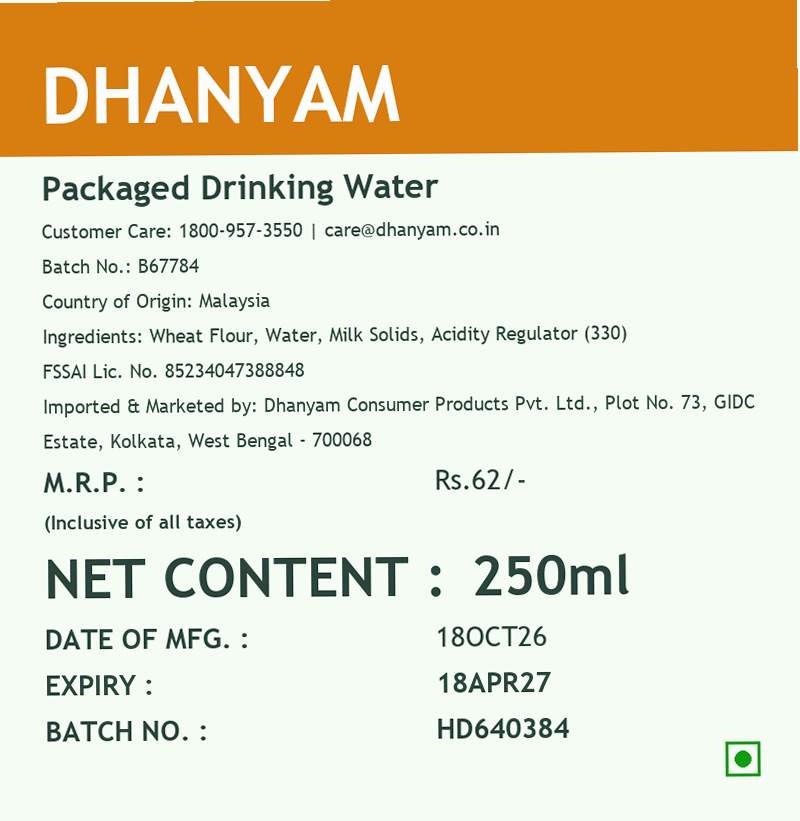 DHANYAM
Packaged Drinking Water
Customer Care: 1800-957-3550 | care@dhanyam.co.in
Batch No.: B67784
Country of Origin: Malaysia
Ingredients: Wheat Flour, Water, Milk Solids, Acidity Regulator (330)
FSSAI Lic. No. 85234047388848
Imported & Marketed by: Dhanyam Consumer Products Pvt. Ltd., Plot No. 73, GIDC
Estate, Kolkata, West Bengal - 700068
M.R.P. : Rs.62/-
(Inclusive of all taxes)
NET CONTENT : 250ml
DATE OF MFG. : 18OCT26
EXPIRY : 18APR27
BATCH NO. : HD640384